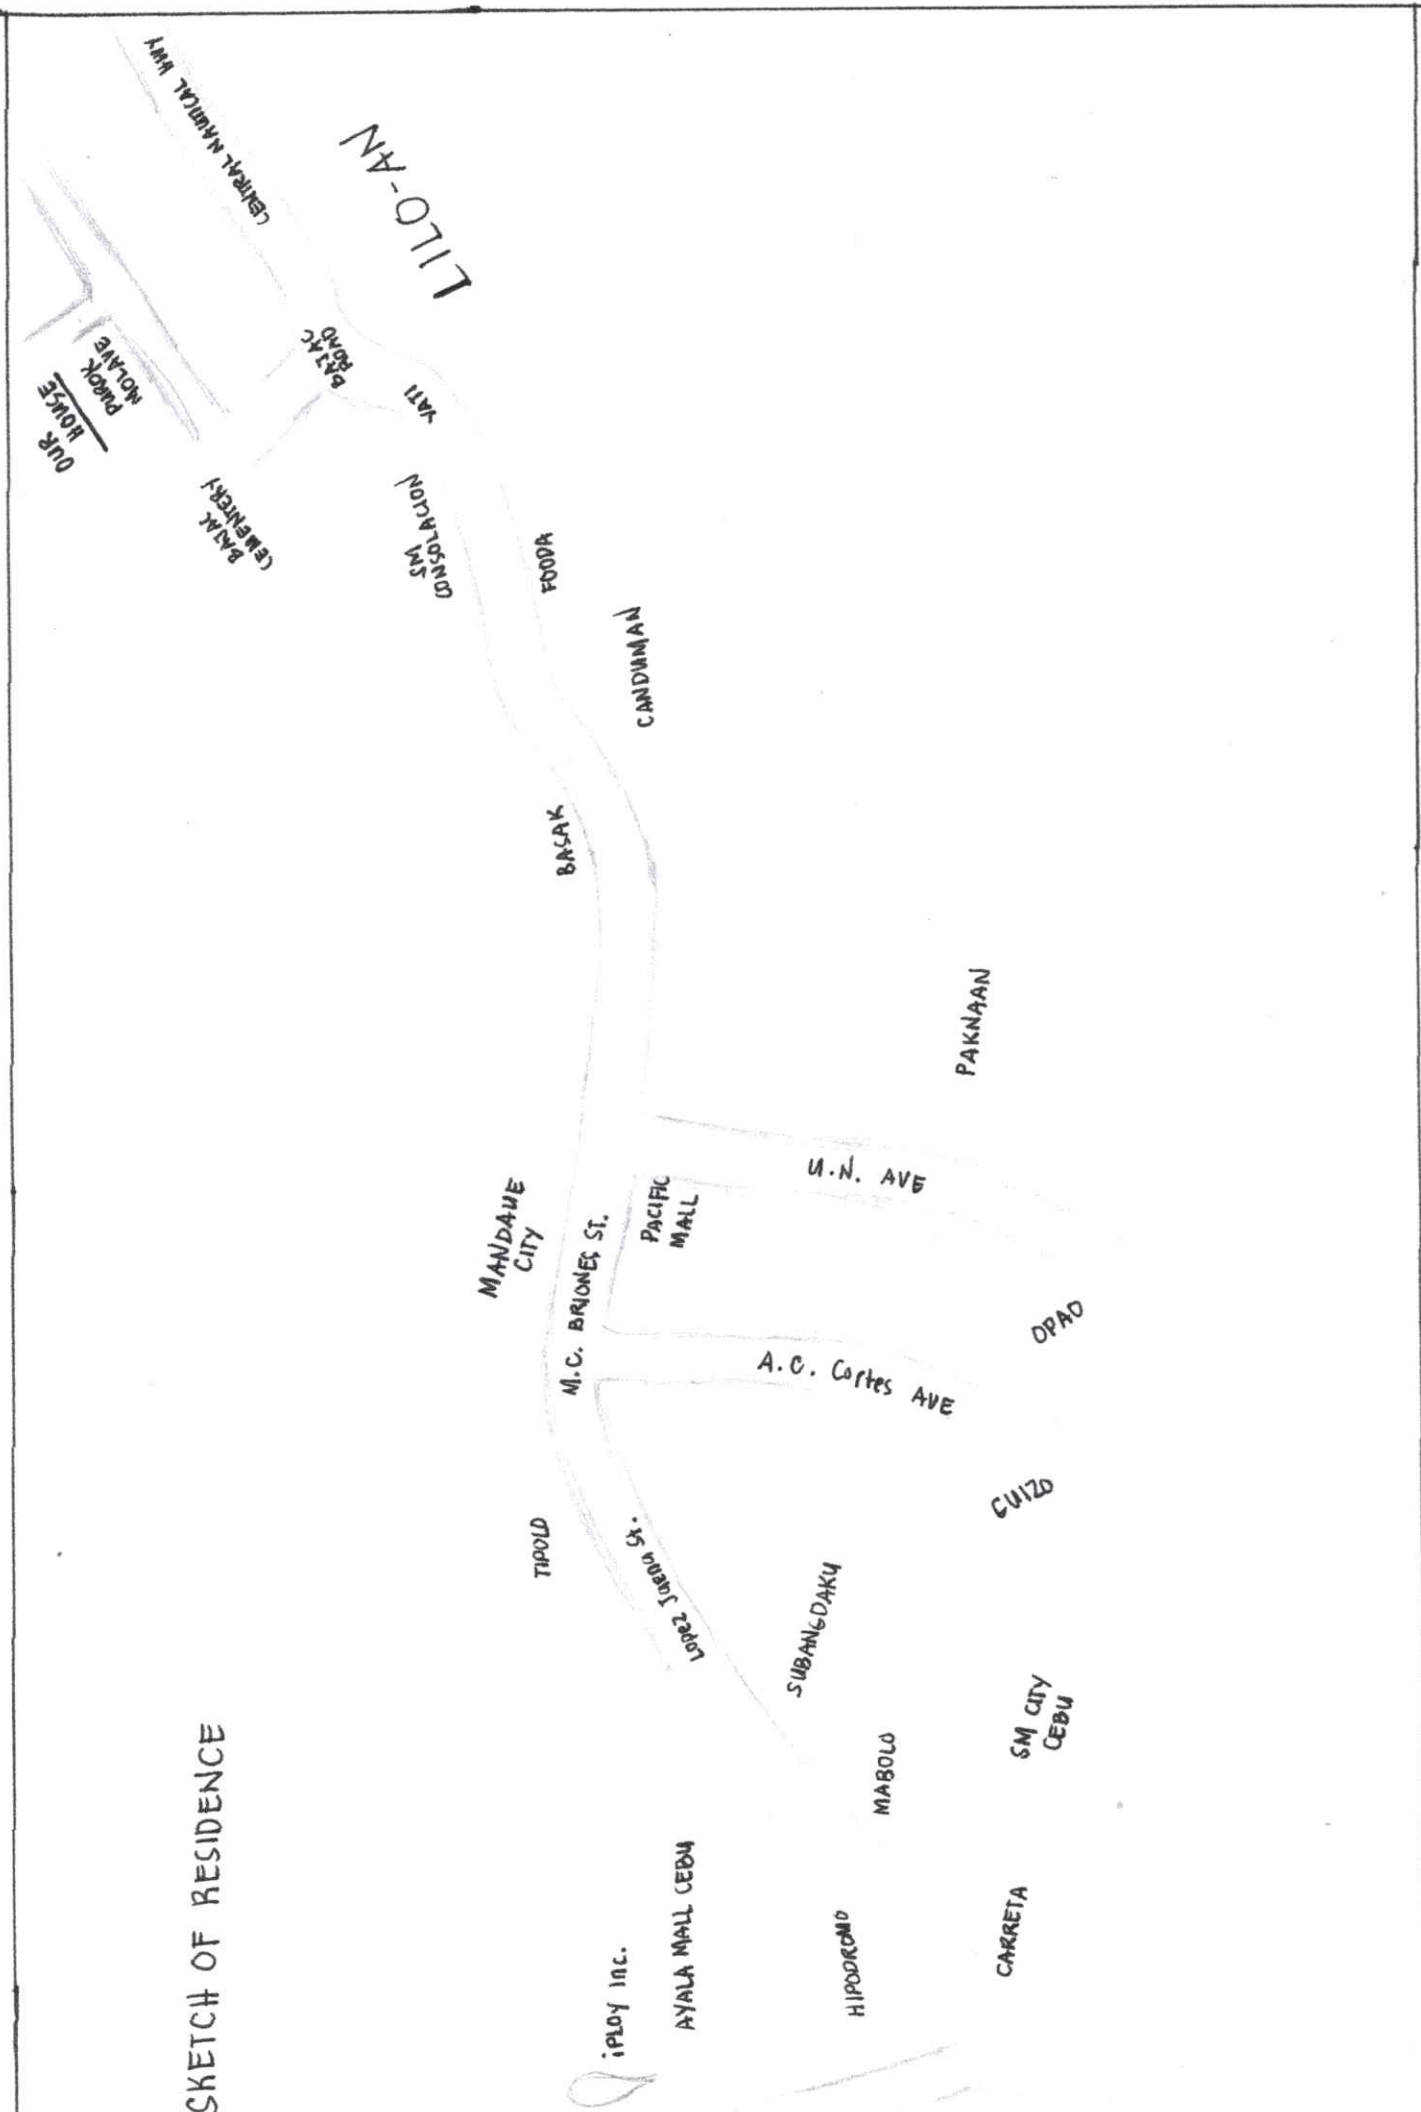 SKETCH OF RESIDENCE
CENTRAL NAUTICAL HWY
LILO-AN
OUR
HOUSE
PUROK
MOLAVE
BAJAC
ROAD
YATI
BAJAC
CEMENTERY
SM
CONSOLACION
FOODA
CANDUMAN
BASAK
PAKNAAN
U.N. AVE
MANDAUE
CITY
PACIFIC
MALL
M.C. BRIONES ST.
OPAO
A.C. Cortes AVE
GUIZO
TIPOLO
Lopez Jaena St.
SUBANGDAKU
SM CITY
CEBU
MABOLO
AYALA MALL CEBU
iPLOY Inc.
HIPODROMO
CARRETA